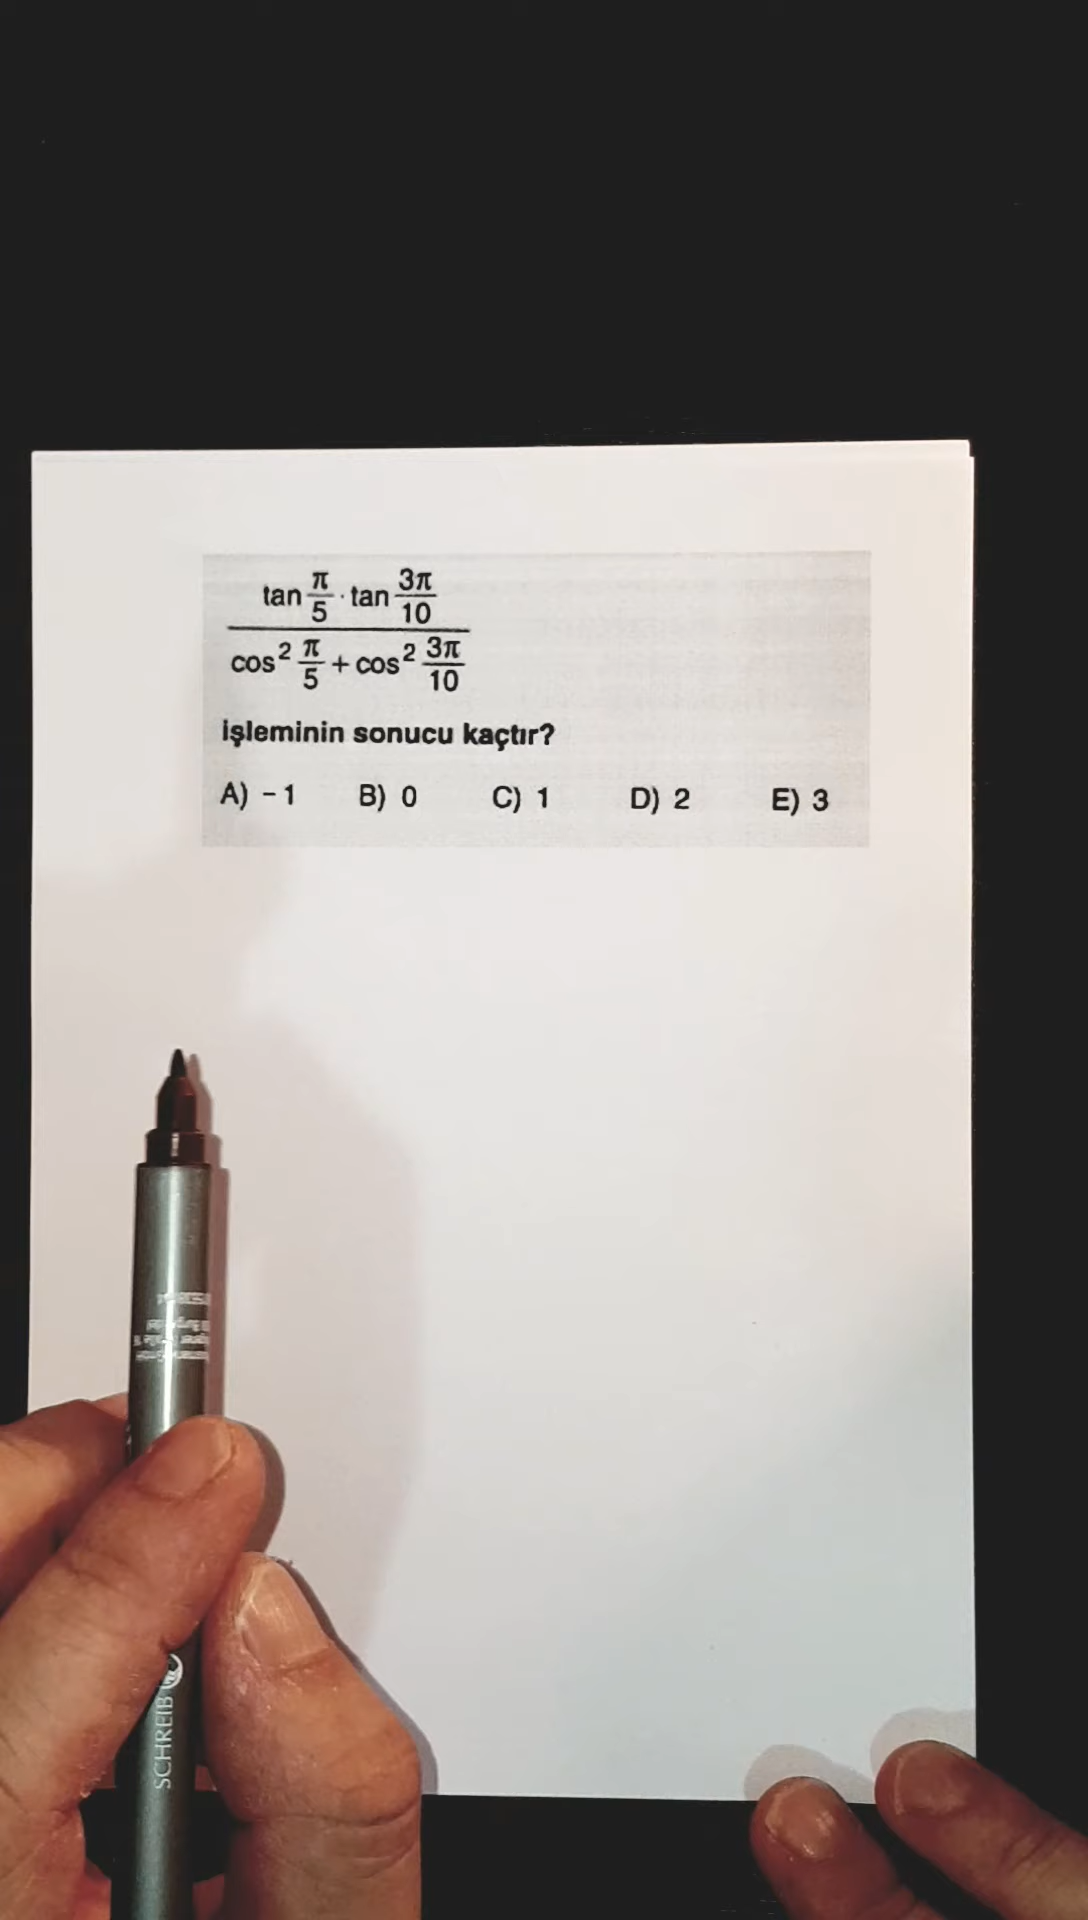 tan π/5 · tan 3π/10
cos² π/5 + cos² 3π/10
işleminin sonucu kaçtır?
A) -1 B) 0 C) 1 D) 2 E) 3
SCHREIB